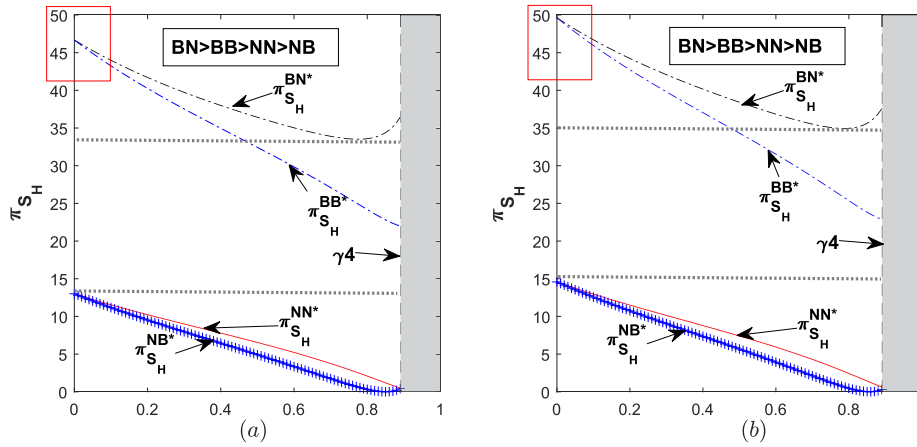 50
45
40
35
30
25
20
15
10
5
0
π_{S_H}
BN>BB>NN>NB
π_{S_H}^{BN*}
π_{S_H}^{BB*}
γ4
π_{S_H}^{NN*}
π_{S_H}^{NB*}
0 0.2 0.4 0.6 0.8 1
(a)
50
45
40
35
30
25
20
15
10
5
0
BN>BB>NN>NB
π_{S_H}^{BN*}
π_{S_H}^{BB*}
γ4
π_{S_H}^{NN*}
π_{S_H}^{NB*}
0 0.2 0.4 0.6 0.8
(b)